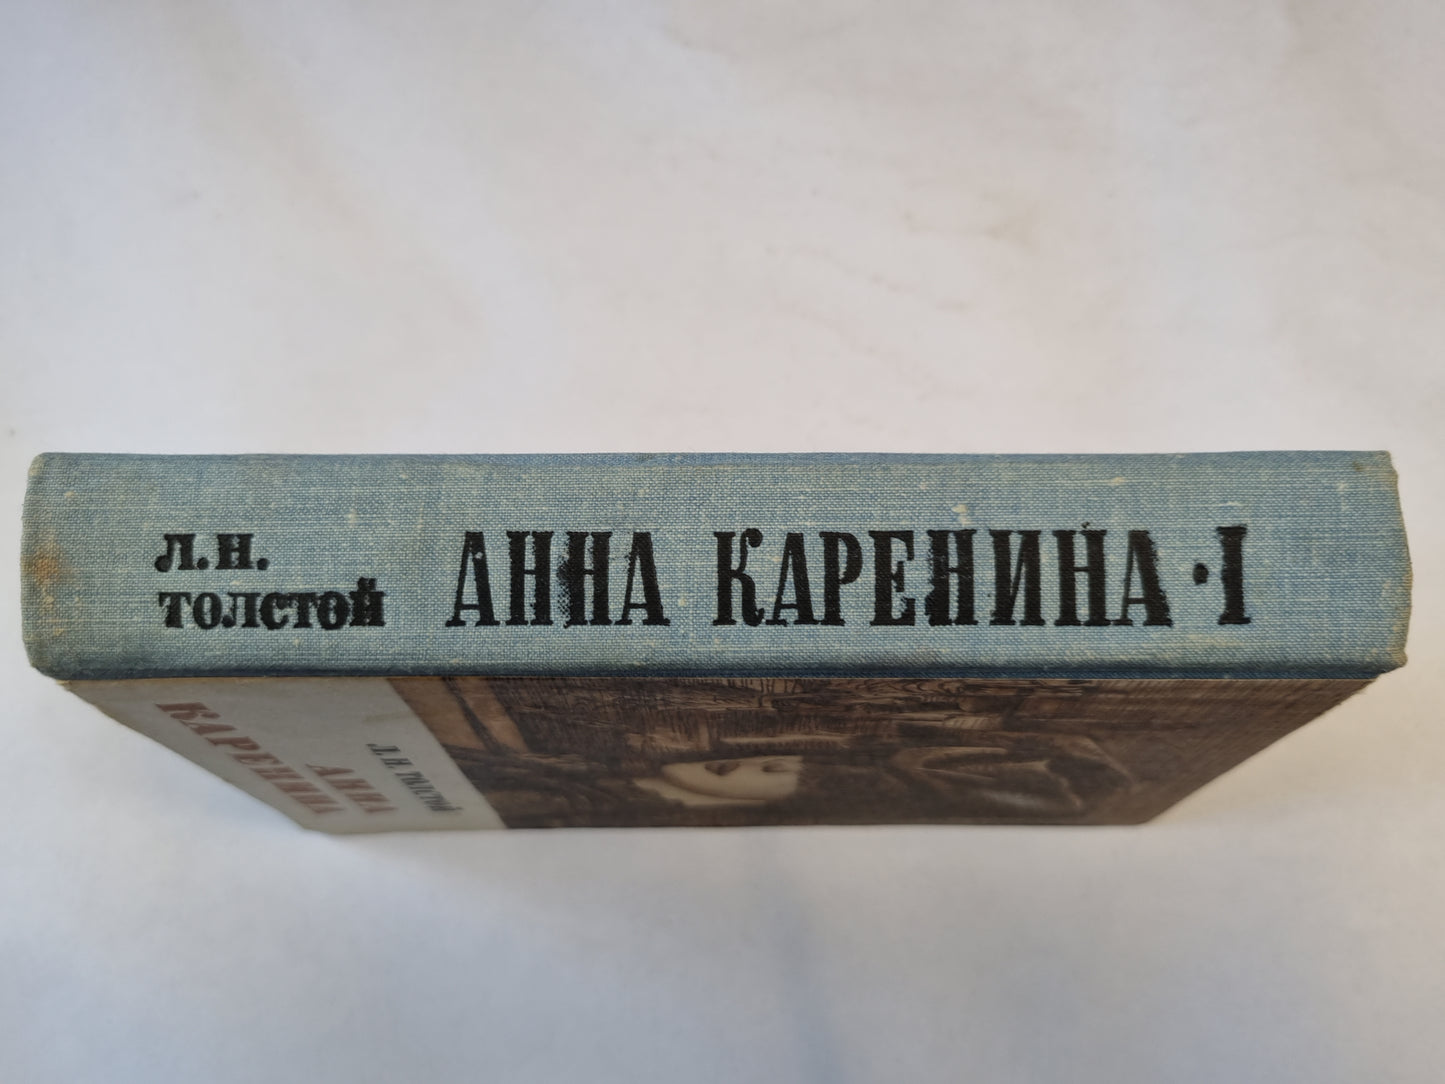 Л.Н.
ТОЛСТОЙ
АННА КАРЕНИНА · I
Л.Н. ТОЛСТОЙ
АННА
КАРЕНИНА